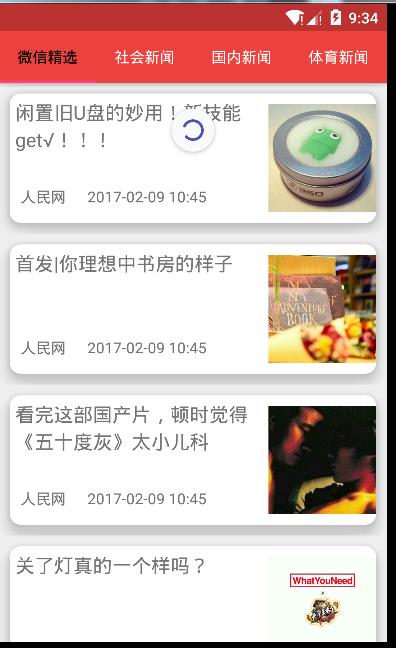 9:34
微信精选 社会新闻 国内新闻 体育新闻
闲置旧U盘的妙用！新技能
get√！！！
人民网 2017-02-09 10:45
首发|你理想中书房的样子
MY
ADVENTURE
BOOK
人民网 2017-02-09 10:45
看完这部国产片，顿时觉得
《五十度灰》太小儿科
人民网 2017-02-09 10:45
关了灯真的一个样吗？
WhatYouNeed
x